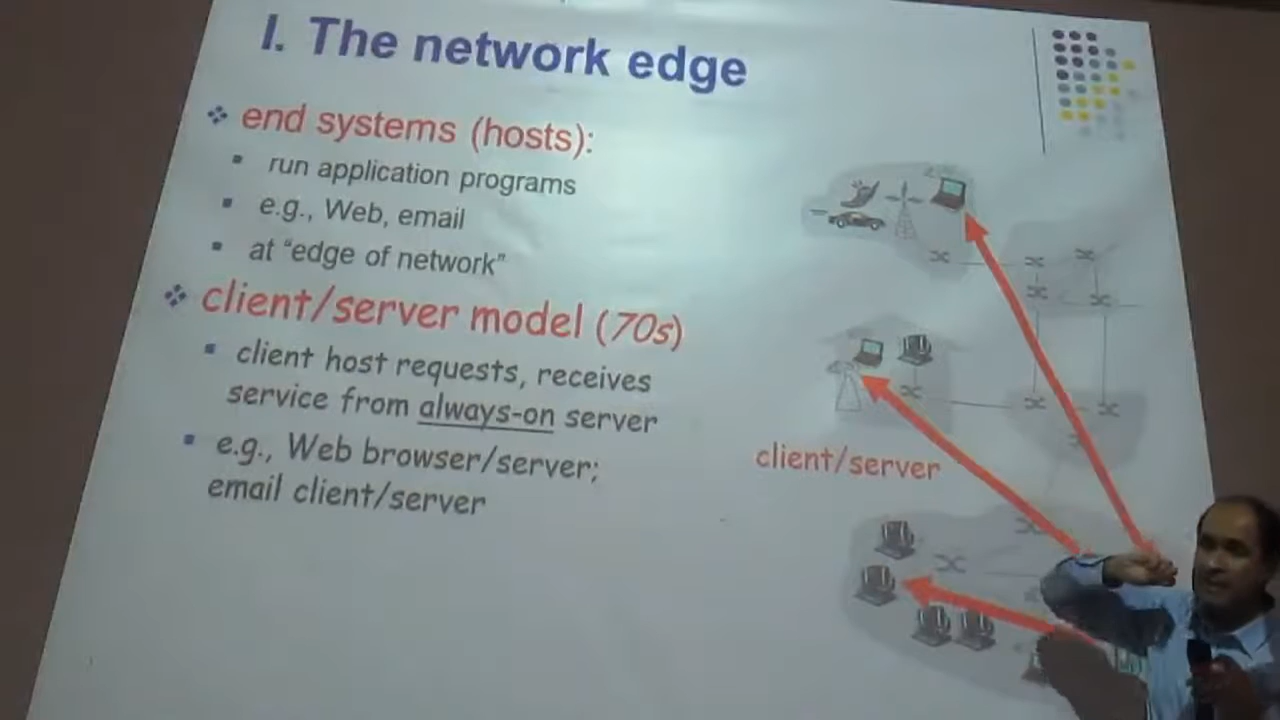 I. The network edge
end systems (hosts):
run application programs
e.g., Web, email
at "edge of network"
client/server model (70s)
client host requests, receives
service from always-on server
e.g., Web browser/server;
email client/server
client/server